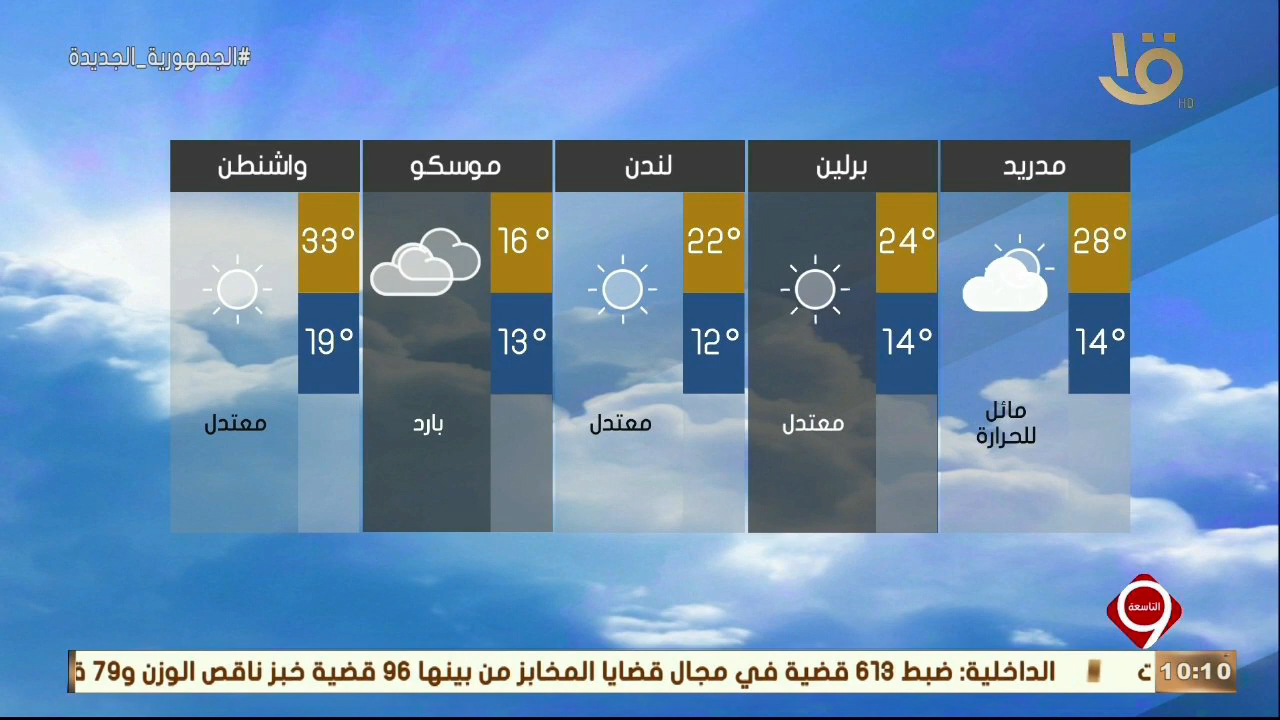 #الجمهورية_الجديدة
HD
مدريد
28°
14°
مائل
للحرارة
برلين
24°
14°
معتدل
لندن
22°
12°
معتدل
موسكو
16°
13°
بارد
واشنطن
33°
19°
معتدل
التاسعة
9
10:10
الداخلية: ضبط 613 قضية في مجال قضايا المخابز من بينها 96 قضية خبز ناقص الوزن و79